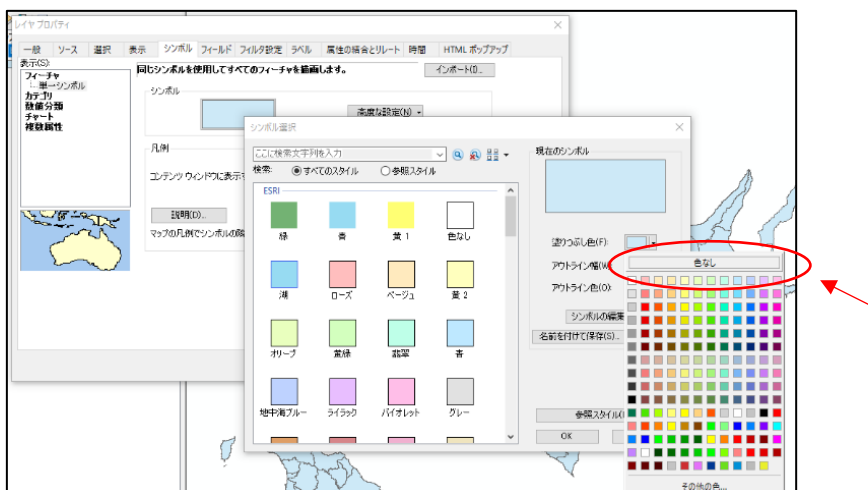 レイヤ プロパティ
一般 ソース 選択 表示 シンボル フィールド フィルタ設定 ラベル 属性の結合とリレート 時間 HTML ポップアップ
表示(S):
フィーチャ
単一シンボル
カテゴリ
数値分類
チャート
複数属性
同じシンボルを使用してすべてのフィーチャを描画します。
インポート(I)...
シンボル
高度な設定(N)
凡例
コンテンツ ウィンドウに表示す
説明(D)...
マップの凡例でシンボルの隣
シンボル選択
ここに検索文字列を入力
検索: すべてのスタイル 参照スタイル
ESRI
緑 青 黄 1 色なし
湖 ローズ ベージュ 黄 2
オリーブ 黄緑 翡翠 青
地中海ブルー ライラック バイオレット グレー
現在のシンボル
塗りつぶし色(F):
アウトライン幅(W)
アウトライン色(O):
色なし
シンボルの編集
名前を付けて保存(S)...
参照スタイル(
OK
その他の色...